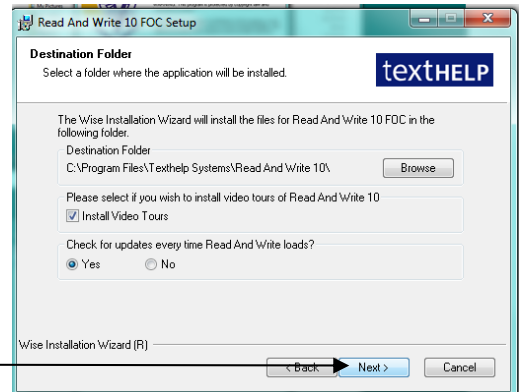 Read And Write 10 FOC Setup
Destination Folder
Select a folder where the application will be installed.
textHELP
The Wise Installation Wizard will install the files for Read And Write 10 FOC in the
following folder.
Destination Folder
C:\Program Files\Texthelp Systems\Read And Write 10\
Browse
Please select if you wish to install video tours of Read And Write 10
Install Video Tours
Check for updates every time Read And Write loads?
Yes No
Wise Installation Wizard (R)
< Back Next > Cancel